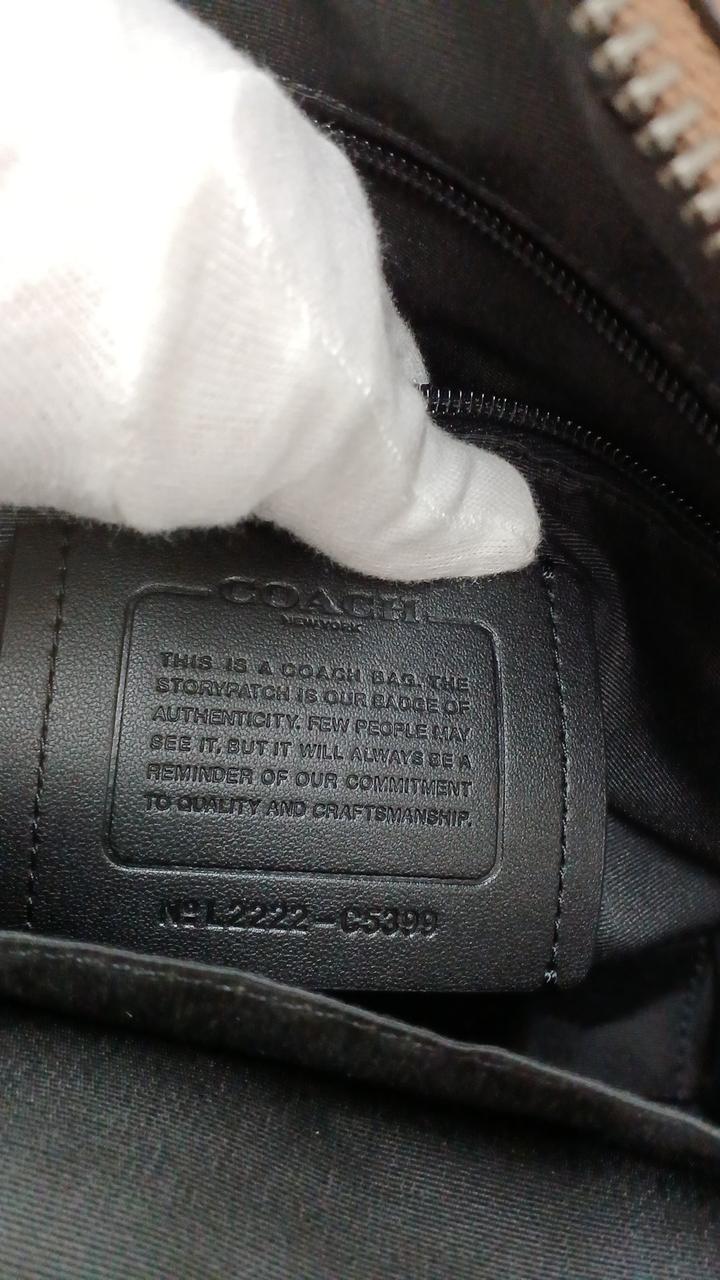 COACH
NEW YORK
THIS IS A COACH BAG. THE
STORYPATCH IS OUR BADGE OF
AUTHENTICITY. FEW PEOPLE MAY
SEE IT, BUT IT WILL ALWAYS BE A
REMINDER OF OUR COMMITMENT
TO QUALITY AND CRAFTSMANSHIP.
Nº L2222-C5399